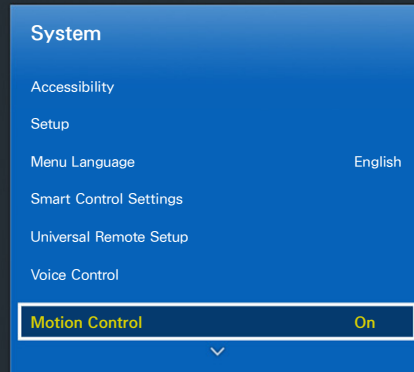 System
Accessibility
Setup
Menu Language English
Smart Control Settings
Universal Remote Setup
Voice Control
Motion Control On